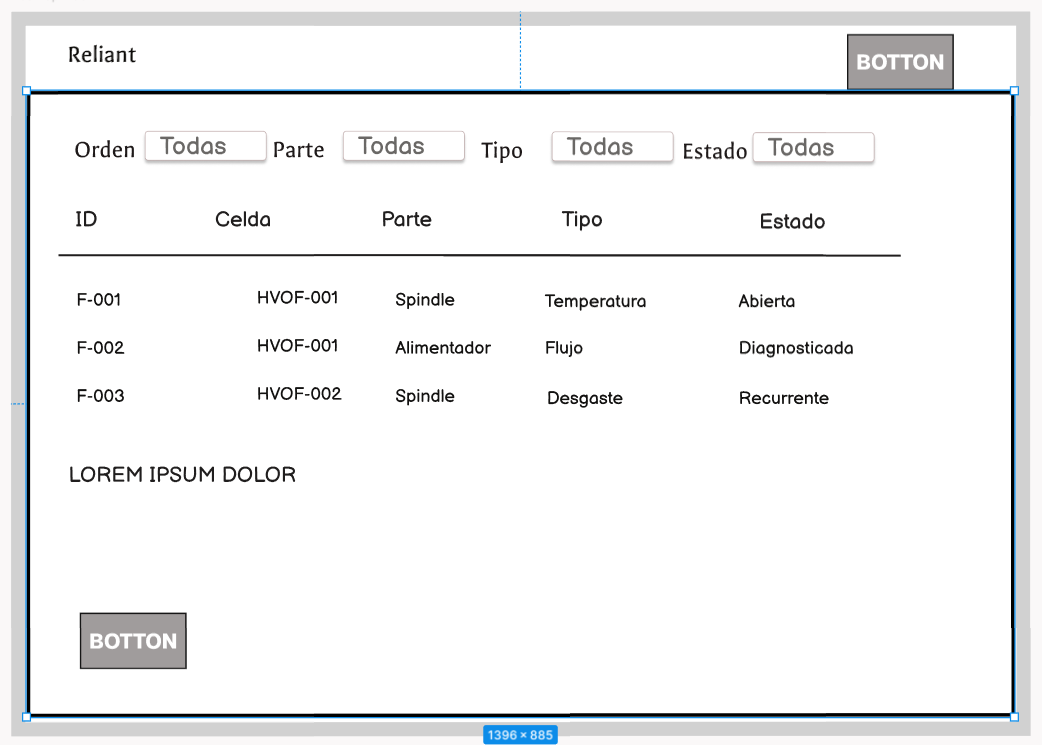 Reliant BOTTON
Orden Todas Parte Todas Tipo Todas Estado Todas
ID Celda Parte Tipo Estado
F-001 HVOF-001 Spindle Temperatura Abierta
F-002 HVOF-001 Alimentador Flujo Diagnosticada
F-003 HVOF-002 Spindle Desgaste Recurrente
LOREM IPSUM DOLOR
BOTTON
1396 × 885